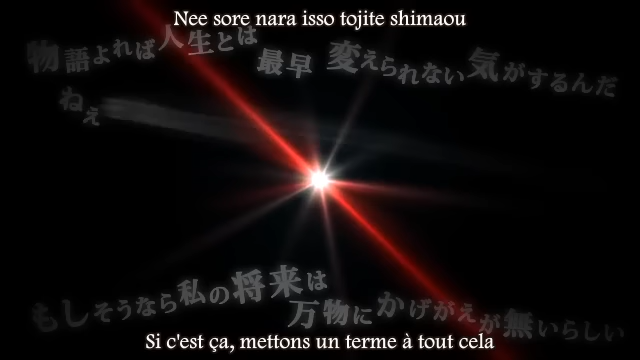 Nee sore nara isso tojite shimaou
物語よれば人生とは
最早 変えられない気がするんだ
ねぇ
もしそうなら私の将来は
万物にかけがえが無いらしい
Si c'est ça, mettons un terme à tout cela